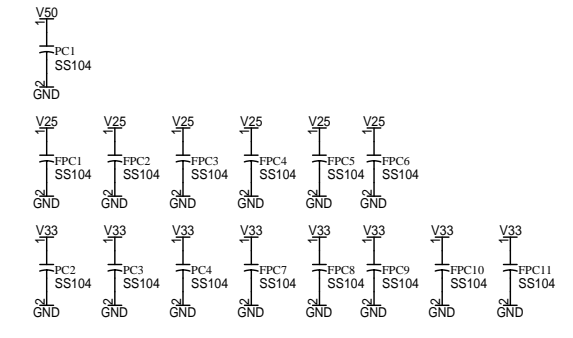 V50
1
PC1
SS104
2
GND
V25 V25 V25 V25 V25 V25
1 1 1 1 1 1
FPC1 FPC2 FPC3 FPC4 FPC5 FPC6
SS104 SS104 SS104 SS104 SS104 SS104
2 2 2 2 2 2
GND GND GND GND GND GND
V33 V33 V33 V33 V33 V33 V33 V33
1 1 1 1 1 1 1 1
PC2 PC3 PC4 FPC7 FPC8 FPC9 FPC10 FPC11
SS104 SS104 SS104 SS104 SS104 SS104 SS104 SS104
2 2 2 2 2 2 2 2
GND GND GND GND GND GND GND GND